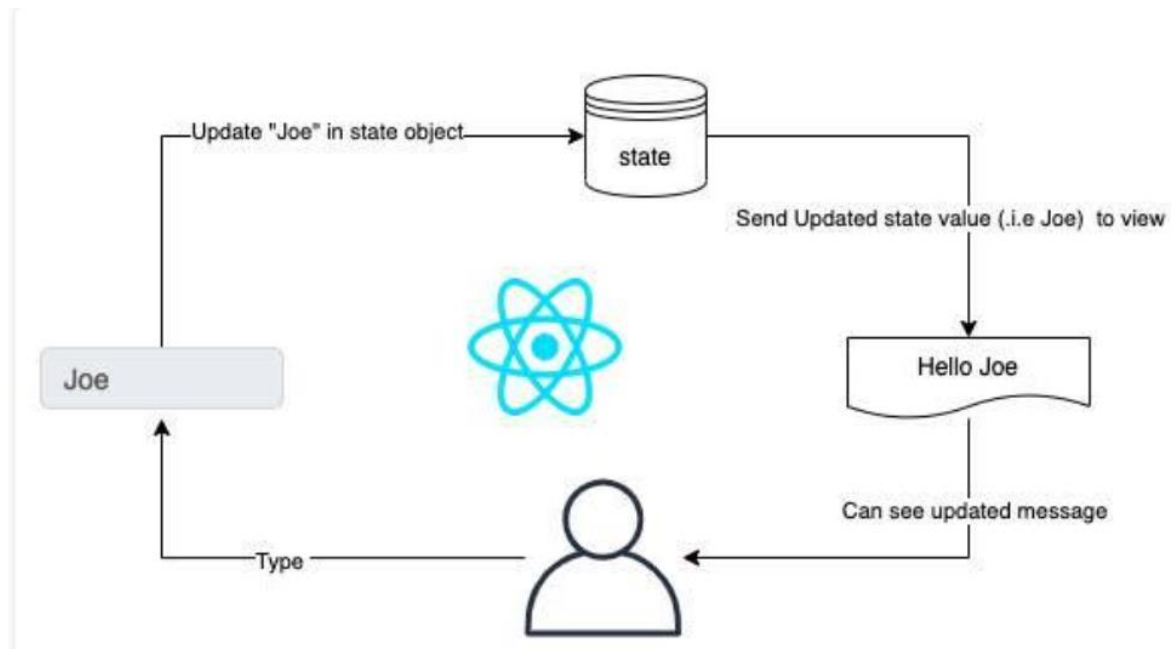 Update "Joe" in state object
state
Send Updated state value (.i.e Joe) to view
Joe
Hello Joe
Can see updated message
Type